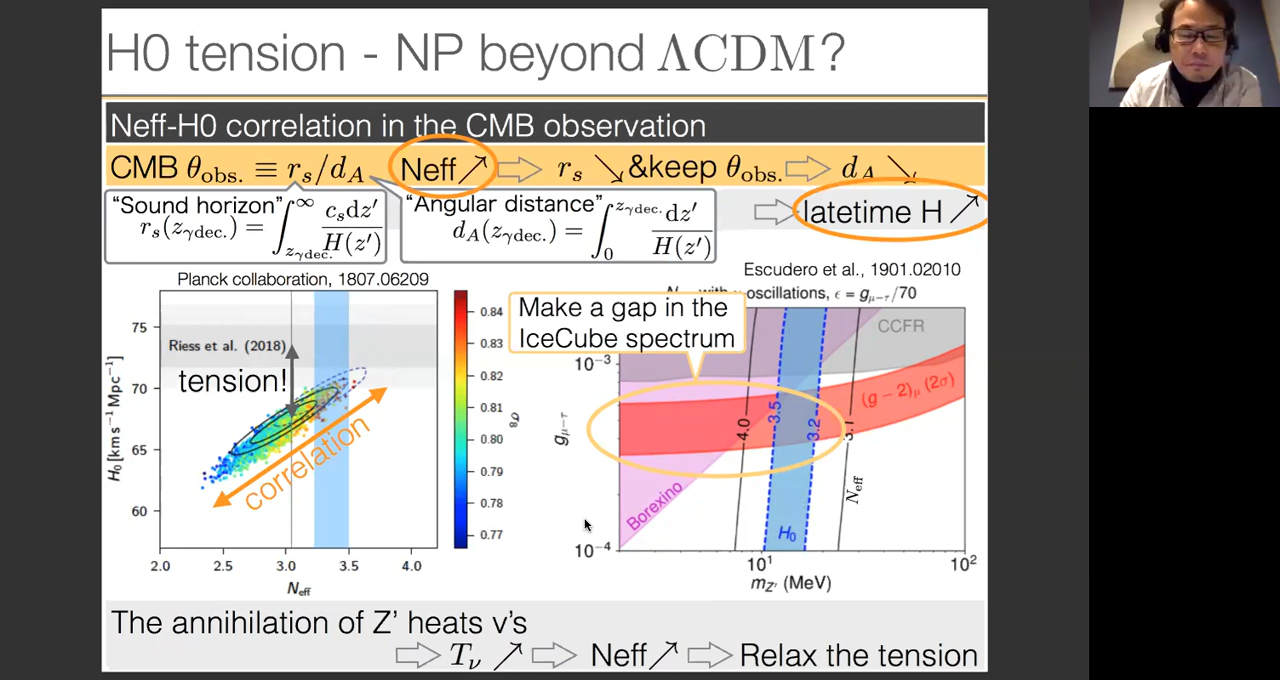 H0 tension - NP beyond ΛCDM?
Neff-H0 correlation in the CMB observation
CMB θobs. ≡ rs/dA Neff↗ ⇨ rs ↘&keep θobs. ⇨ dA ↘
"Sound horizon"
rs(zγdec.) = ∫_{zγdec.}^{∞} csdz′/H(z′)
"Angular distance"
dA(zγdec.) = ∫_{0}^{zγdec.} dz′/H(z′)
⇨ latetime H ↗
Planck collaboration, 1807.06209
75
70
65
60
H0 [km s−1 Mpc−1]
Riess et al. (2018)
tension!
correlation
2.0 2.5 3.0 3.5 4.0
Neff
0.84
0.83
0.82
0.81
0.80
0.79
0.78
0.77
σ8
Escudero et al., 1901.02010
oscillations, ϵ = gμ−τ/70
Make a gap in the
IceCube spectrum
CCFR
10−3
(g − 2)μ (2σ)
gμ−τ
4.0
3.5
3.2
3.1
Borexino
Neff
H0
10−4
101 102
mZ′ (MeV)
The annihilation of Z' heats ν's
⇨ Tν ↗ ⇨ Neff↗ ⇨ Relax the tension